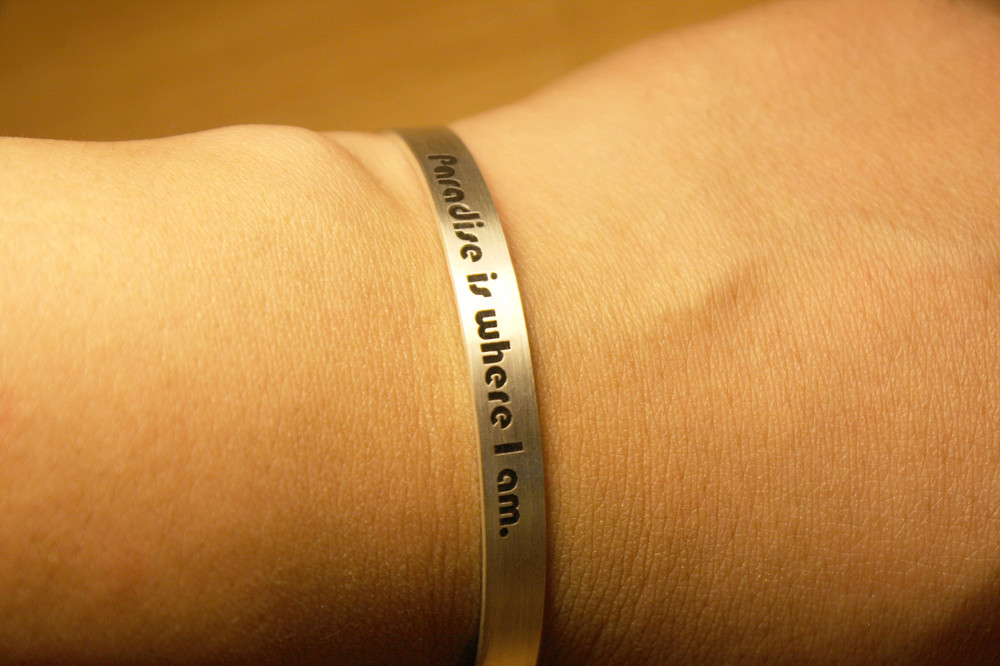 Paradise is where I am.